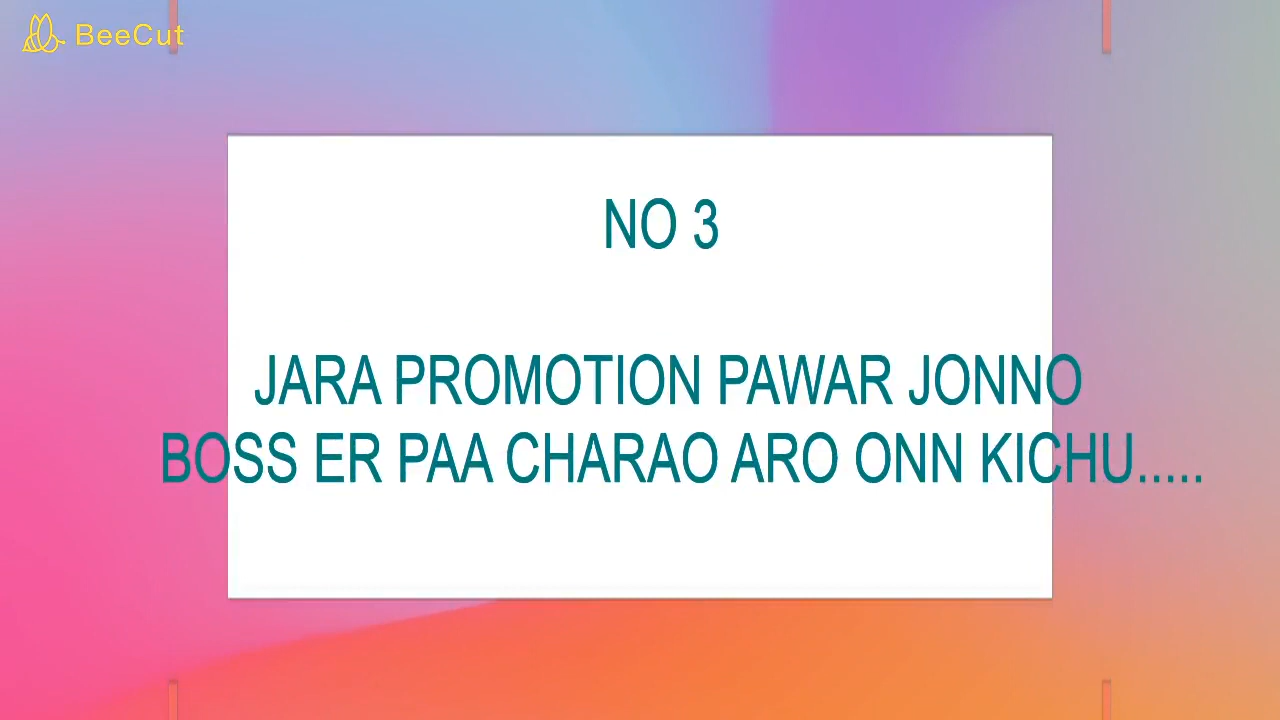 BeeCut
NO 3
JARA PROMOTION PAWAR JONNO
BOSS ER PAA CHARAO ARO ONN KICHU.....